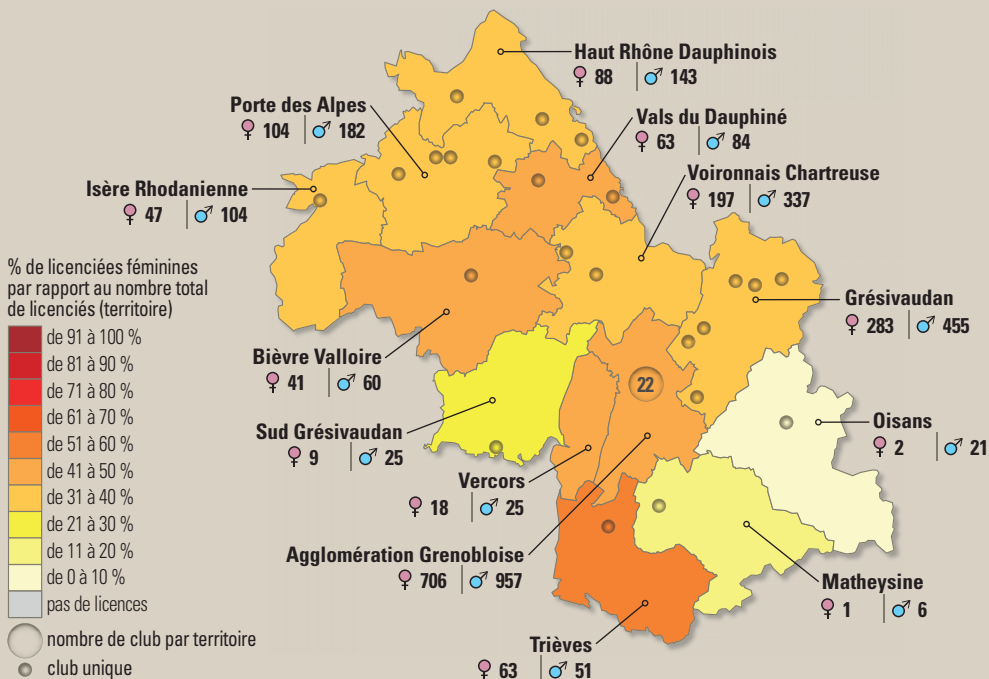 Haut Rhône Dauphinois
♀ 88 | ♂ 143
Porte des Alpes
♀ 104 | ♂ 182
Vals du Dauphiné
♀ 63 | ♂ 84
Isère Rhodanienne
♀ 47 | ♂ 104
Voironnais Chartreuse
♀ 197 | ♂ 337
% de licenciées féminines
par rapport au nombre total
de licenciés (territoire)
de 91 à 100 %
de 81 à 90 %
de 71 à 80 %
de 61 à 70 %
de 51 à 60 %
de 41 à 50 %
de 31 à 40 %
de 21 à 30 %
de 11 à 20 %
de 0 à 10 %
pas de licences
nombre de club par territoire
club unique
Grésivaudan
♀ 283 | ♂ 455
Bièvre Valloire
♀ 41 | ♂ 60
22
Sud Grésivaudan
♀ 9 | ♂ 25
Oisans
♀ 2 | ♂ 21
Vercors
♀ 18 | ♂ 25
Agglomération Grenobloise
♀ 706 | ♂ 957
Matheysine
♀ 1 | ♂ 6
Trièves
♀ 63 | ♂ 51